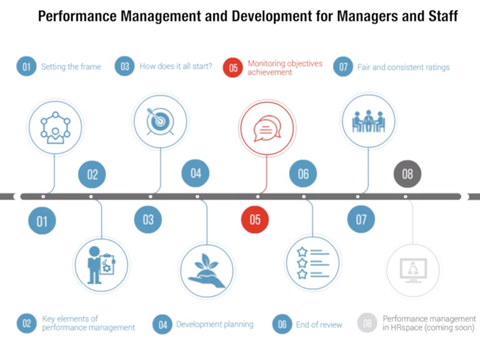 Performance Management and Development for Managers and Staff
01 Setting the frame
03 How does it all start?
05 Monitoring objectives
achievement
07 Fair and consistent ratings
02
04
06
08
01
03
05
07
02 Key elements of
performance management
04 Development planning
06 End of review
08 Performance management
in HRspace (coming soon)